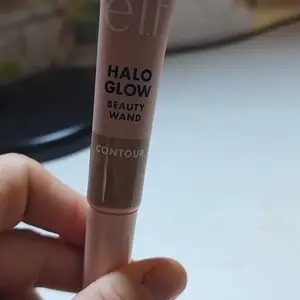 e.l.f.
HALO
GLOW
BEAUTY
WAND
CONTOUR